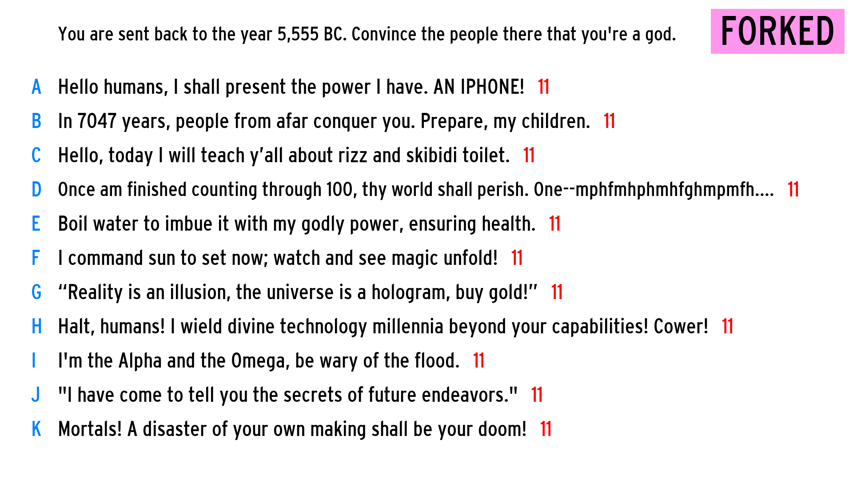 You are sent back to the year 5,555 BC. Convince the people there that you're a god.
FORKED
A Hello humans, I shall present the power I have. AN IPHONE! 11
B In 7047 years, people from afar conquer you. Prepare, my children. 11
C Hello, today I will teach y’all about rizz and skibidi toilet. 11
D Once am finished counting through 100, thy world shall perish. One--mphfmhphmhfghmpmfh.... 11
E Boil water to imbue it with my godly power, ensuring health. 11
F I command sun to set now; watch and see magic unfold! 11
G “Reality is an illusion, the universe is a hologram, buy gold!” 11
H Halt, humans! I wield divine technology millennia beyond your capabilities! Cower! 11
I I'm the Alpha and the Omega, be wary of the flood. 11
J "I have come to tell you the secrets of future endeavors." 11
K Mortals! A disaster of your own making shall be your doom! 11